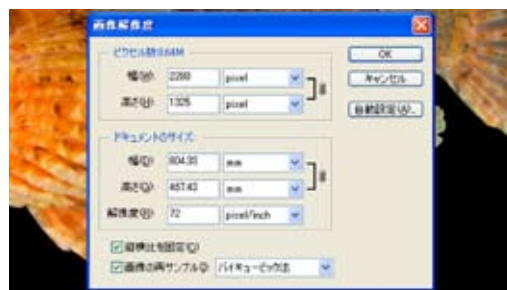 画像解像度
ピクセル数:8.64M
幅(W): 2280 pixel
高さ(H): 1325 pixel
OK
キャンセル
自動設定(A)...
ドキュメントのサイズ:
幅(D): 804.33 mm
高さ(G): 467.43 mm
解像度(R): 72 pixel/inch
縦横比を固定(C)
画像の再サンプル(I): バイキュービック法